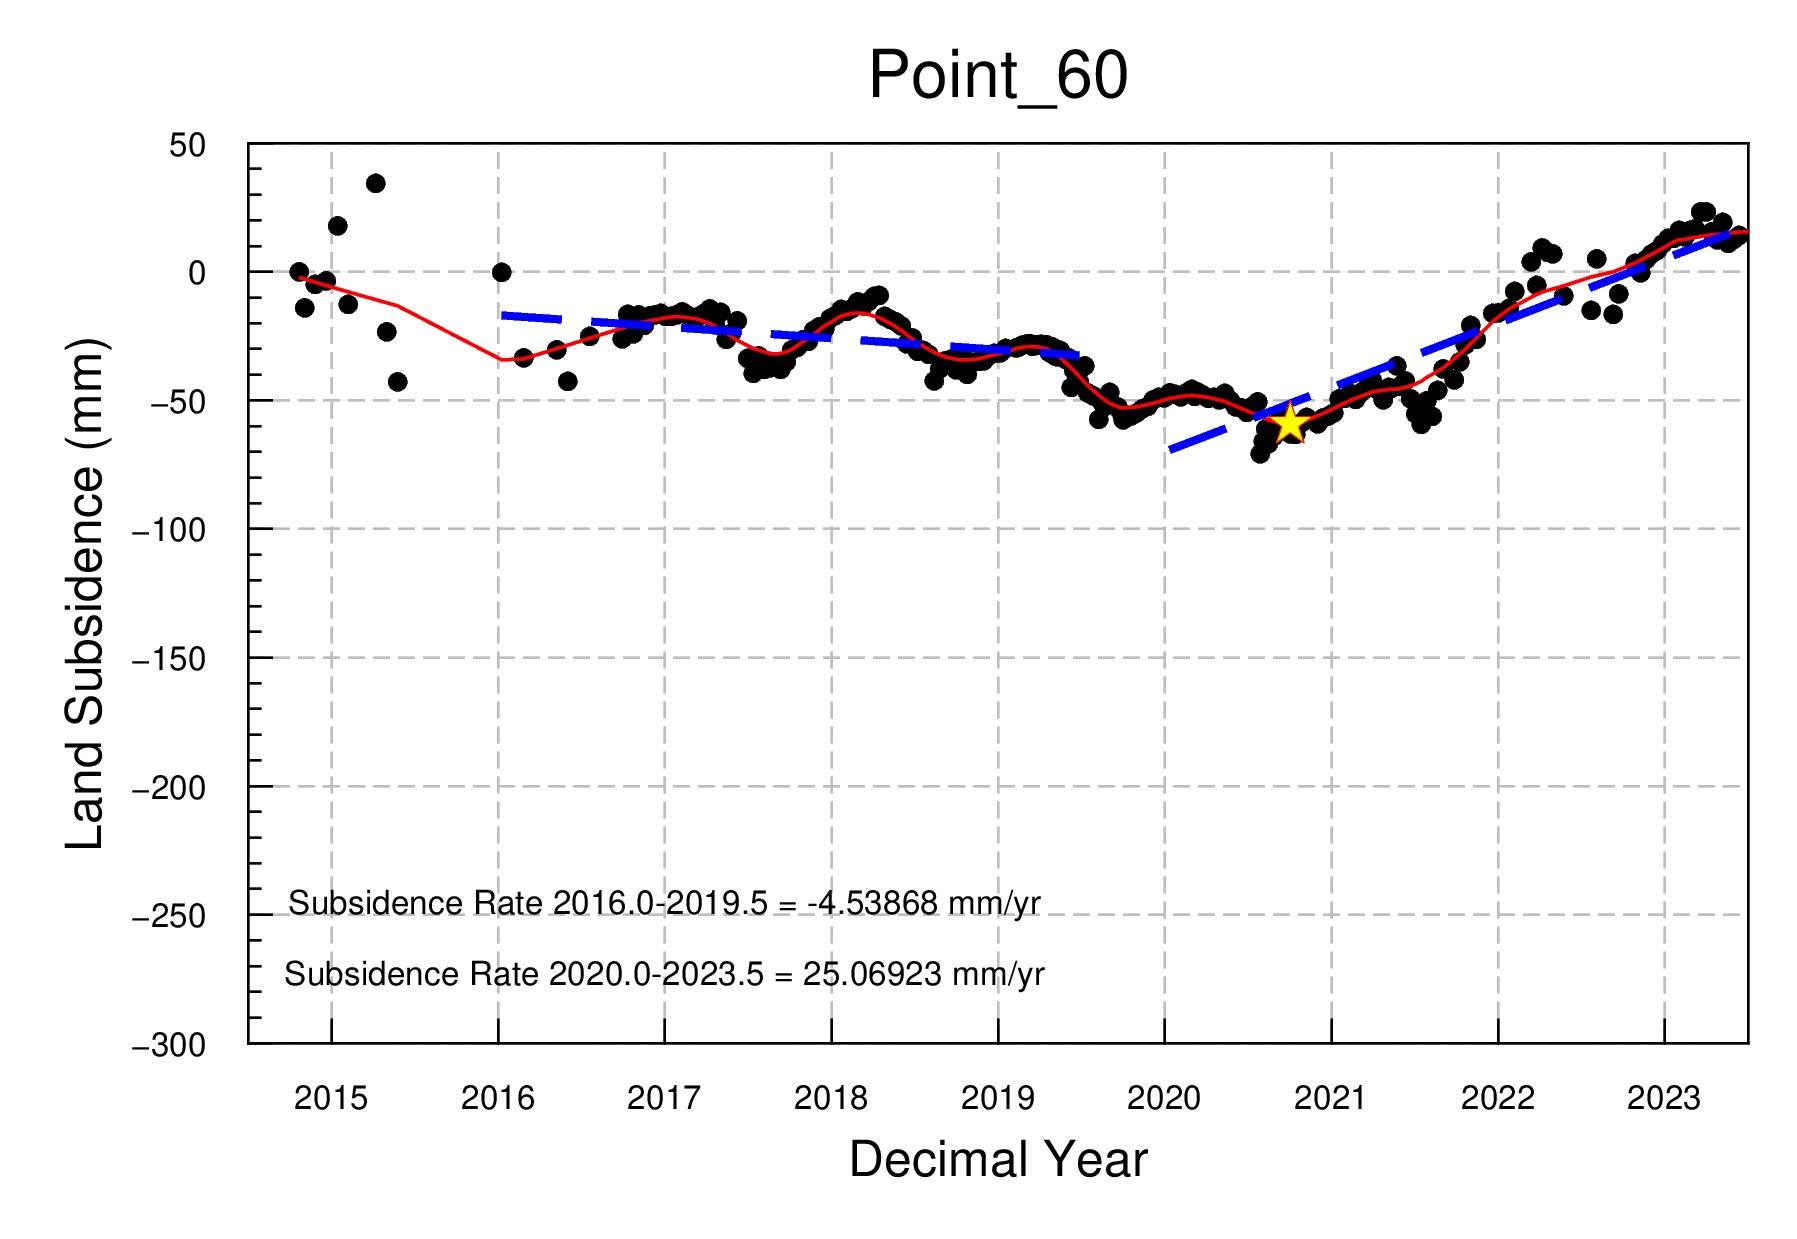 Point_60
50
0
−50
−100
−150
−200
−250
−300
Land Subsidence (mm)
Subsidence Rate 2016.0-2019.5 = -4.53868 mm/yr
Subsidence Rate 2020.0-2023.5 = 25.06923 mm/yr
2015 2016 2017 2018 2019 2020 2021 2022 2023
Decimal Year